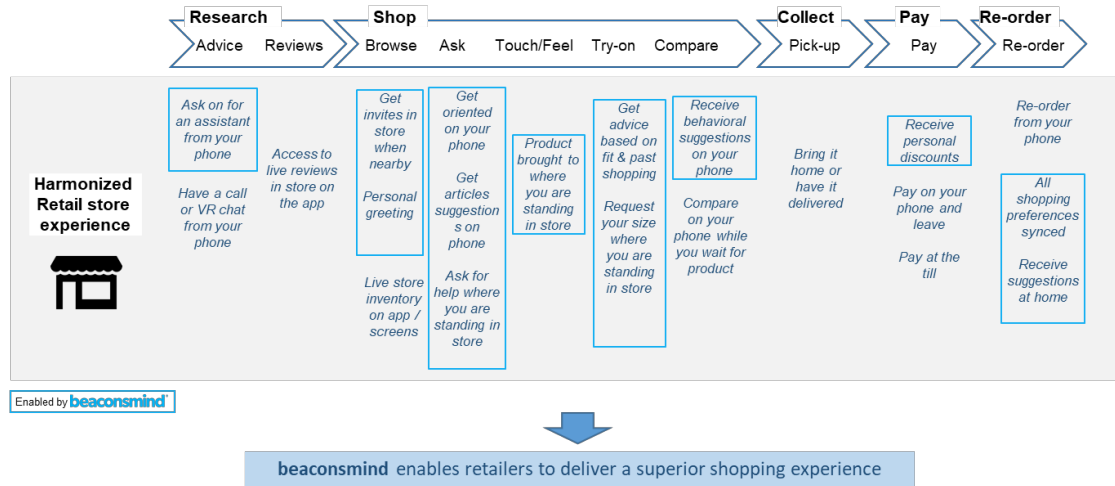 Research
Shop
Collect
Pay
Re-order
Advice
Reviews
Browse
Ask
Touch/Feel
Try-on
Compare
Pick-up
Pay
Re-order
Harmonized
Retail store
experience
Ask on for
an assistant
from your
phone
Have a call
or VR chat
from your
phone
Access to
live reviews
in store on
the app
Get
invites in
store
when
nearby
Personal
greeting
Live store
inventory
on app /
screens
Get
oriented on
your
phone
Get
articles
suggestion
s on phone
Ask for
help where
you are
standing in
store
Product
brought to
where
you are
standing
in store
Get
advice
based on
fit & past
shopping
Request
your size
where
you are
standing
in store
Receive
behavioral
suggestions
on your
phone
Compare
on your
phone while
you wait for
product
Bring it
home or
have it
delivered
Receive
personal
discounts
Pay on your
phone and
leave
Pay at the
till
Re-order
from your
phone
All
shopping
preferences
synced
Receive
suggestions
at home
Enabled by beaconsmind
beaconsmind enables retailers to deliver a superior shopping experience